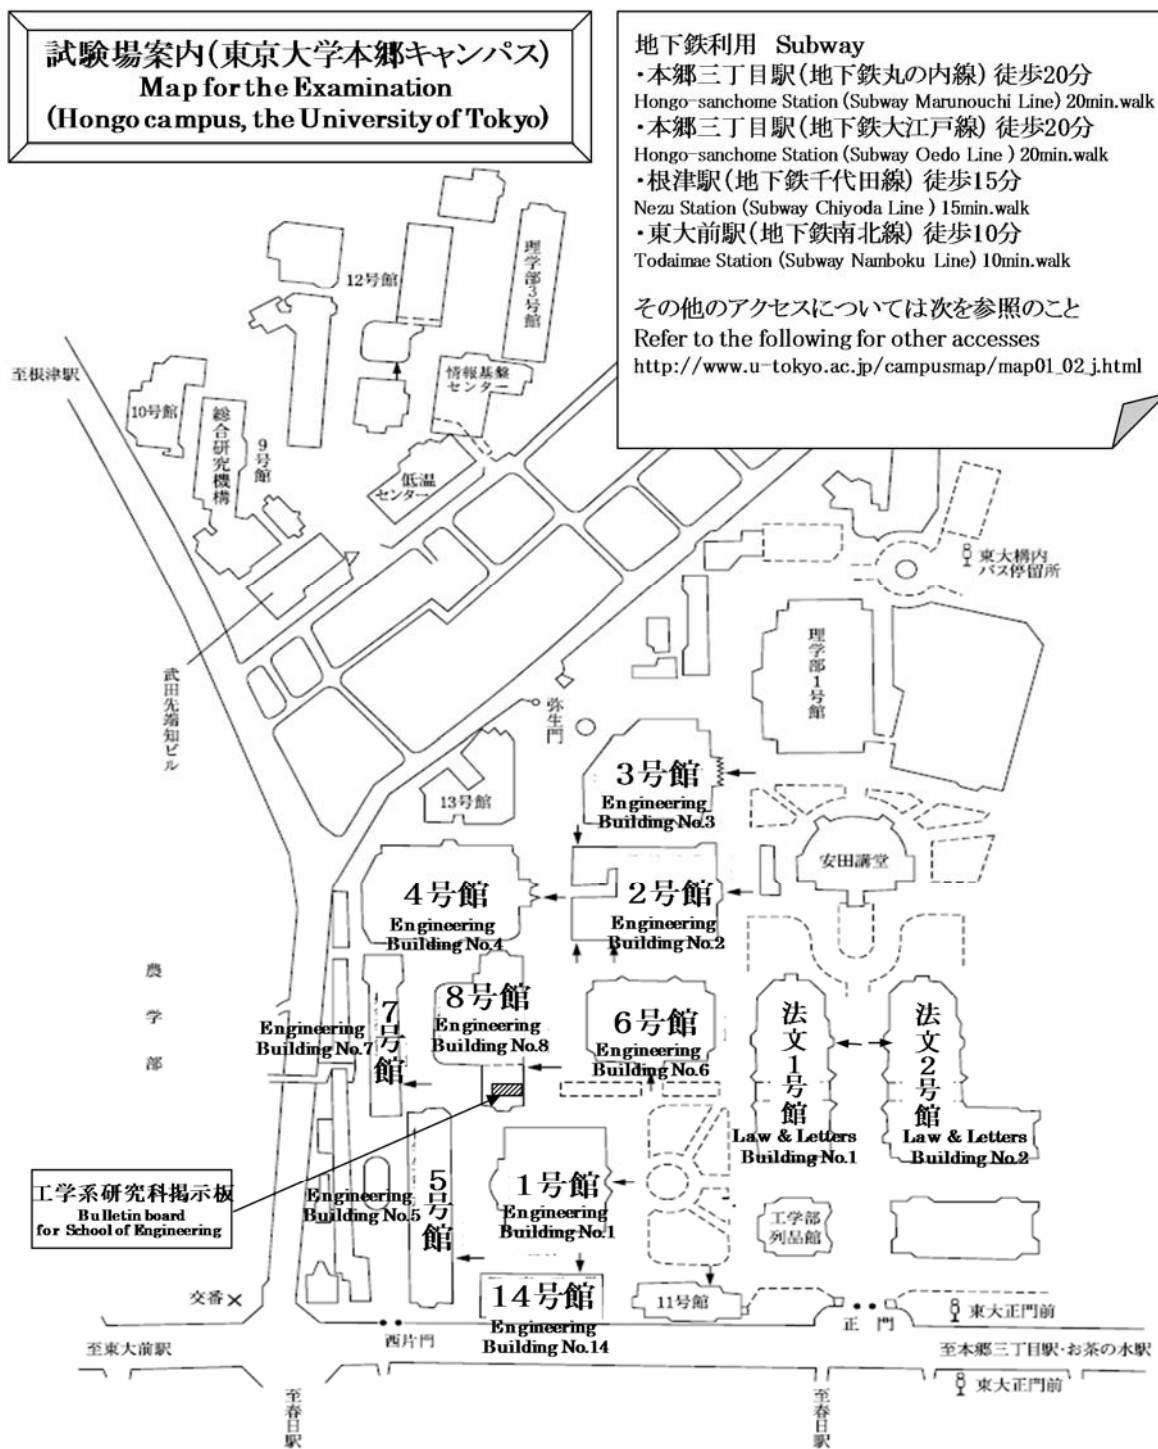 試験場案内(東京大学本郷キャンパス)
Map for the Examination
(Hongo campus, the University of Tokyo)
地下鉄利用 Subway
・本郷三丁目駅(地下鉄丸の内線) 徒歩20分
Hongo-sanchome Station (Subway Marunouchi Line) 20min.walk
・本郷三丁目駅(地下鉄大江戸線) 徒歩20分
Hongo-sanchome Station (Subway Oedo Line ) 20min.walk
・根津駅(地下鉄千代田線) 徒歩15分
Nezu Station (Subway Chiyoda Line ) 15min.walk
・東大前駅(地下鉄南北線) 徒歩10分
Todaimae Station (Subway Namboku Line) 10min.walk
その他のアクセスについては次を参照のこと
Refer to the following for other accesses
http://www.u-tokyo.ac.jp/campusmap/map01_02_j.html
理学部3号館
12号館
至根津駅
情報基盤
センター
10号館
総合研究機構
9号館
低温
センター
東大構内
バス停留所
理学部1号館
武田先端知ビル
弥生門
3号館
Engineering
Building No.3
13号館
安田講堂
4号館
Engineering
Building No.4
2号館
Engineering
Building No.2
農学部
7号館
Engineering
Building No.7
8号館
Engineering
Building No.8
6号館
Engineering
Building No.6
法文1号館
Law & Letters
Building No.1
法文2号館
Law & Letters
Building No.2
工学系研究科掲示板
Bulletin board
for School of Engineering
5号館
Engineering
Building No.5
1号館
Engineering
Building No.1
工学部
列品館
交番
14号館
Engineering
Building No.14
11号館
正門
東大正門前
至東大前駅
西片門
至本郷三丁目駅・お茶の水駅
東大正門前
至春日駅
至春日駅